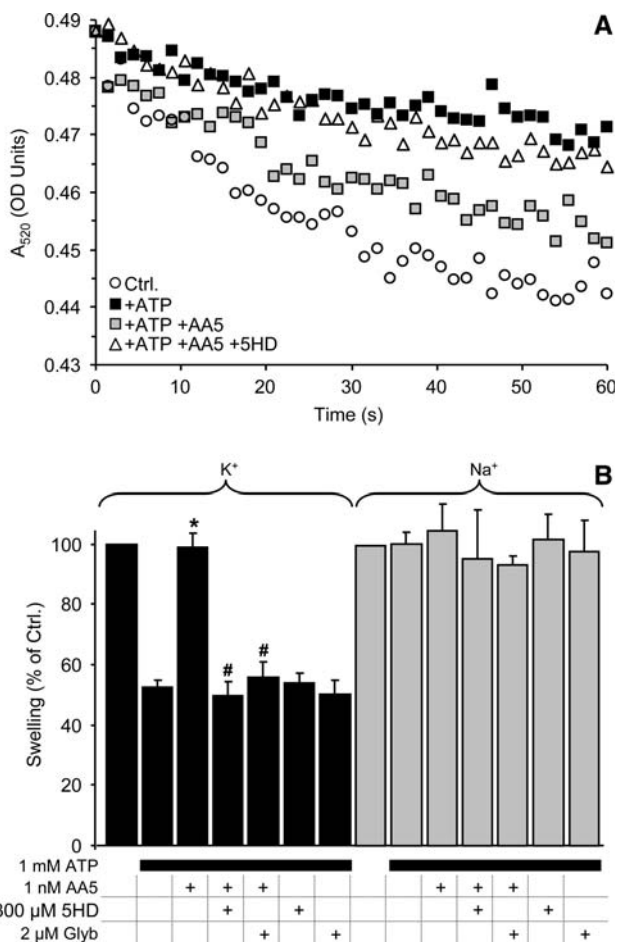 A
0.49
0.48
0.47
0.46
0.45
0.44
0.43
A520 (OD Units)
Ctrl.
+ATP
+ATP +AA5
+ATP +AA5 +5HD
0 10 20 30 40 50 60
Time (s)
B
K+ Na+
100
80
60
40
20
0
Swelling (% of Ctrl.)
* # #
1 mM ATP
1 nM AA5 + + + + + +
300 µM 5HD + + + +
2 µM Glyb + + + +